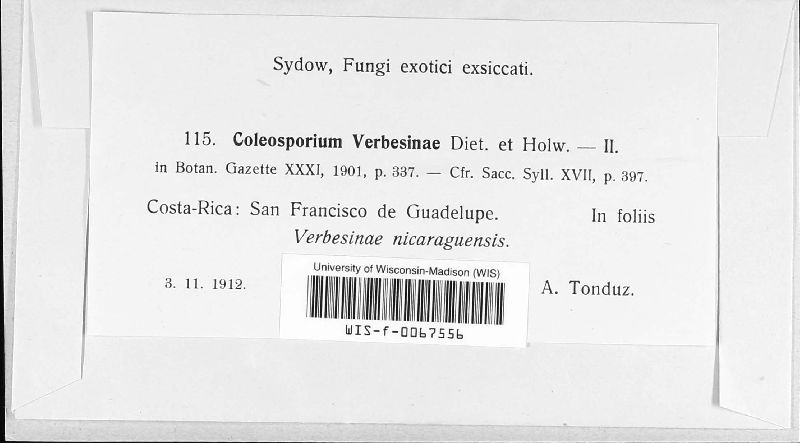 Sydow, Fungi exotici exsiccati.
115. Coleosporium Verbesinae Diet. et Holw. — II.
in Botan. Gazette XXXI, 1901, p. 337. — Cfr. Sacc. Syll. XVII, p. 397.
Costa-Rica: San Francisco de Guadelupe. In foliis
Verbesinae nicaraguensis.
University of Wisconsin-Madison (WIS)
3. 11. 1912. A. Tonduz.
WIS-f-0067556